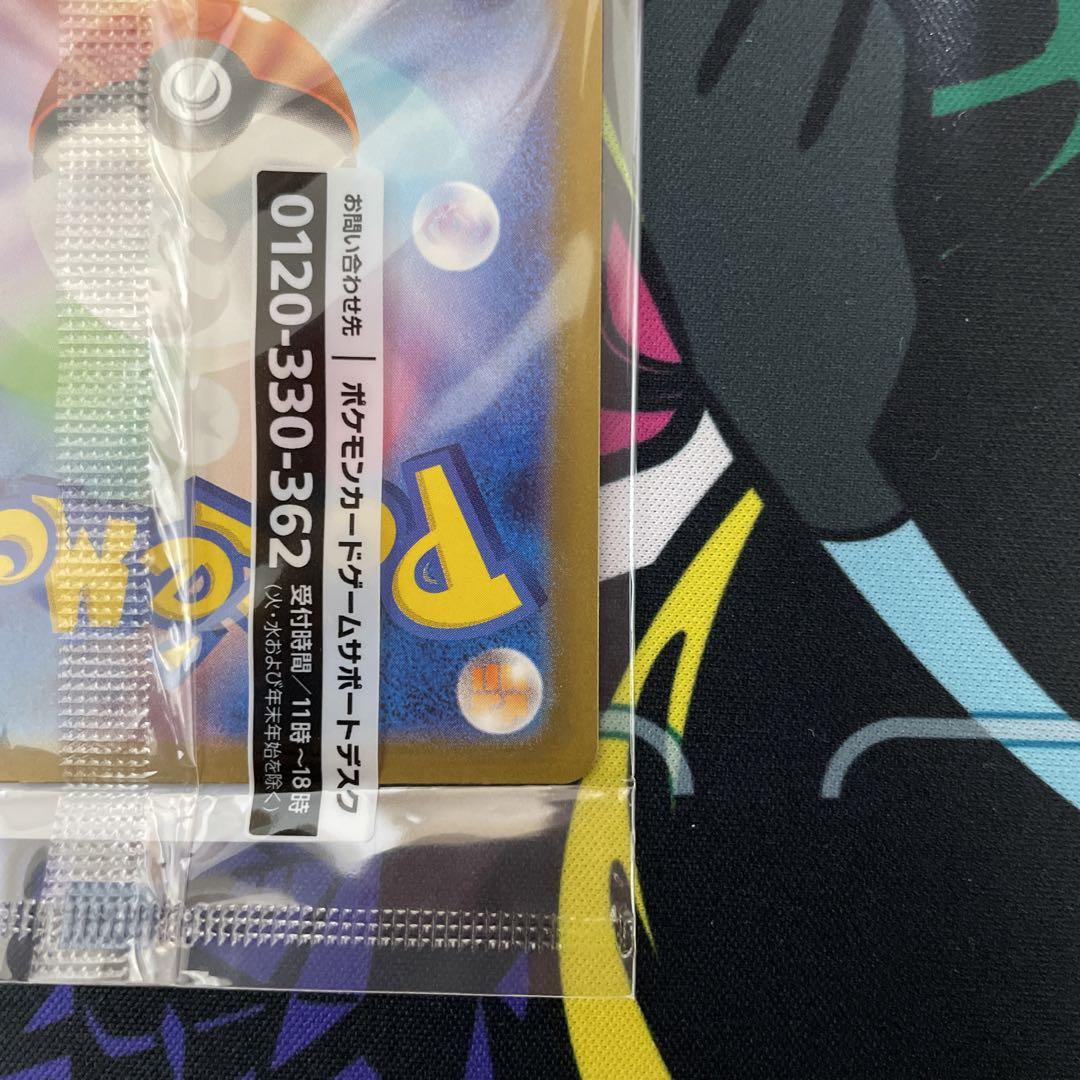 お問い合わせ先 | ポケモンカードゲームサポートデスク
0120-330-362 受付時間／11時〜18時
（火・水および年末年始を除く）